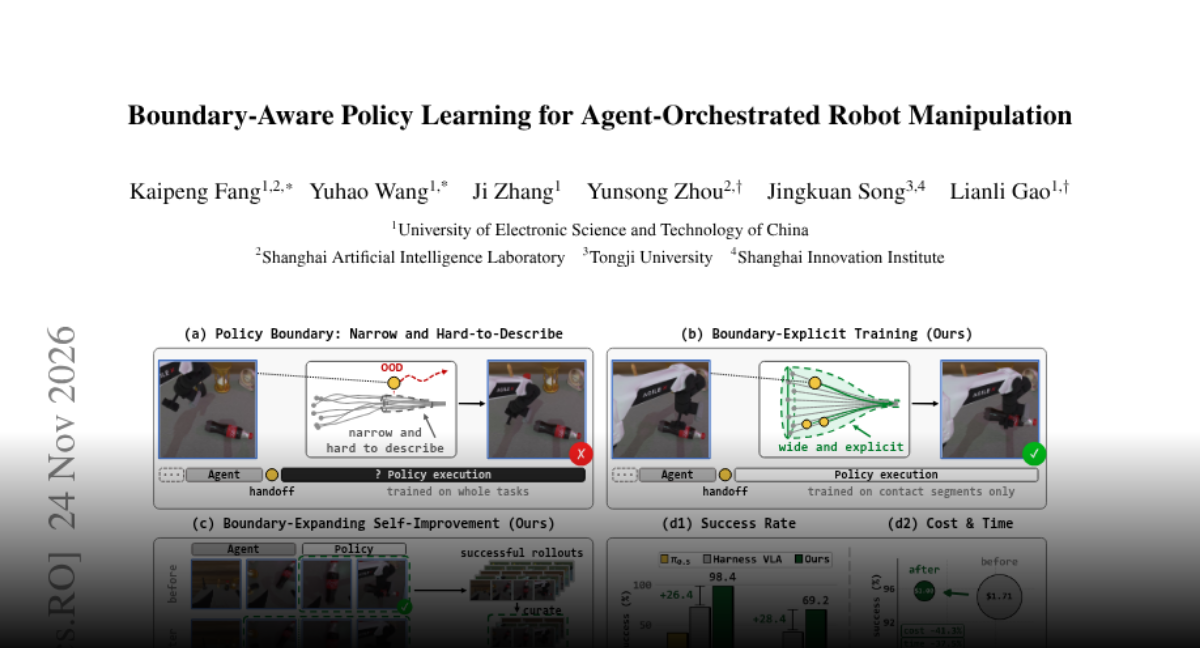 Boundary-Aware Policy Learning for Agent-Orchestrated Robot Manipulation
Kaipeng Fang1,2,* Yuhao Wang1,* Ji Zhang1 Yunsong Zhou2,† Jingkuan Song3,4 Lianli Gao1,†
1University of Electronic Science and Technology of China
2Shanghai Artificial Intelligence Laboratory 3Tongji University 4Shanghai Innovation Institute
s.RO] 24 Nov 2026
(a) Policy Boundary: Narrow and Hard-to-Describe
OOD
narrow and
hard to describe
Agent
? Policy execution
handoff
trained on whole tasks
(b) Boundary-Explicit Training (Ours)
wide and explicit
Agent
Policy execution
handoff
trained on contact segments only
(c) Boundary-Expanding Self-Improvement (Ours)
Agent
Policy
before
successful rollouts
curate
(d1) Success Rate
π0.5 Harness VLA Ours
100
50
+26.4
98.4
+28.4
69.2
(d2) Cost & Time
success (%)
96
92
after
before
$1.71
cost -41.3%